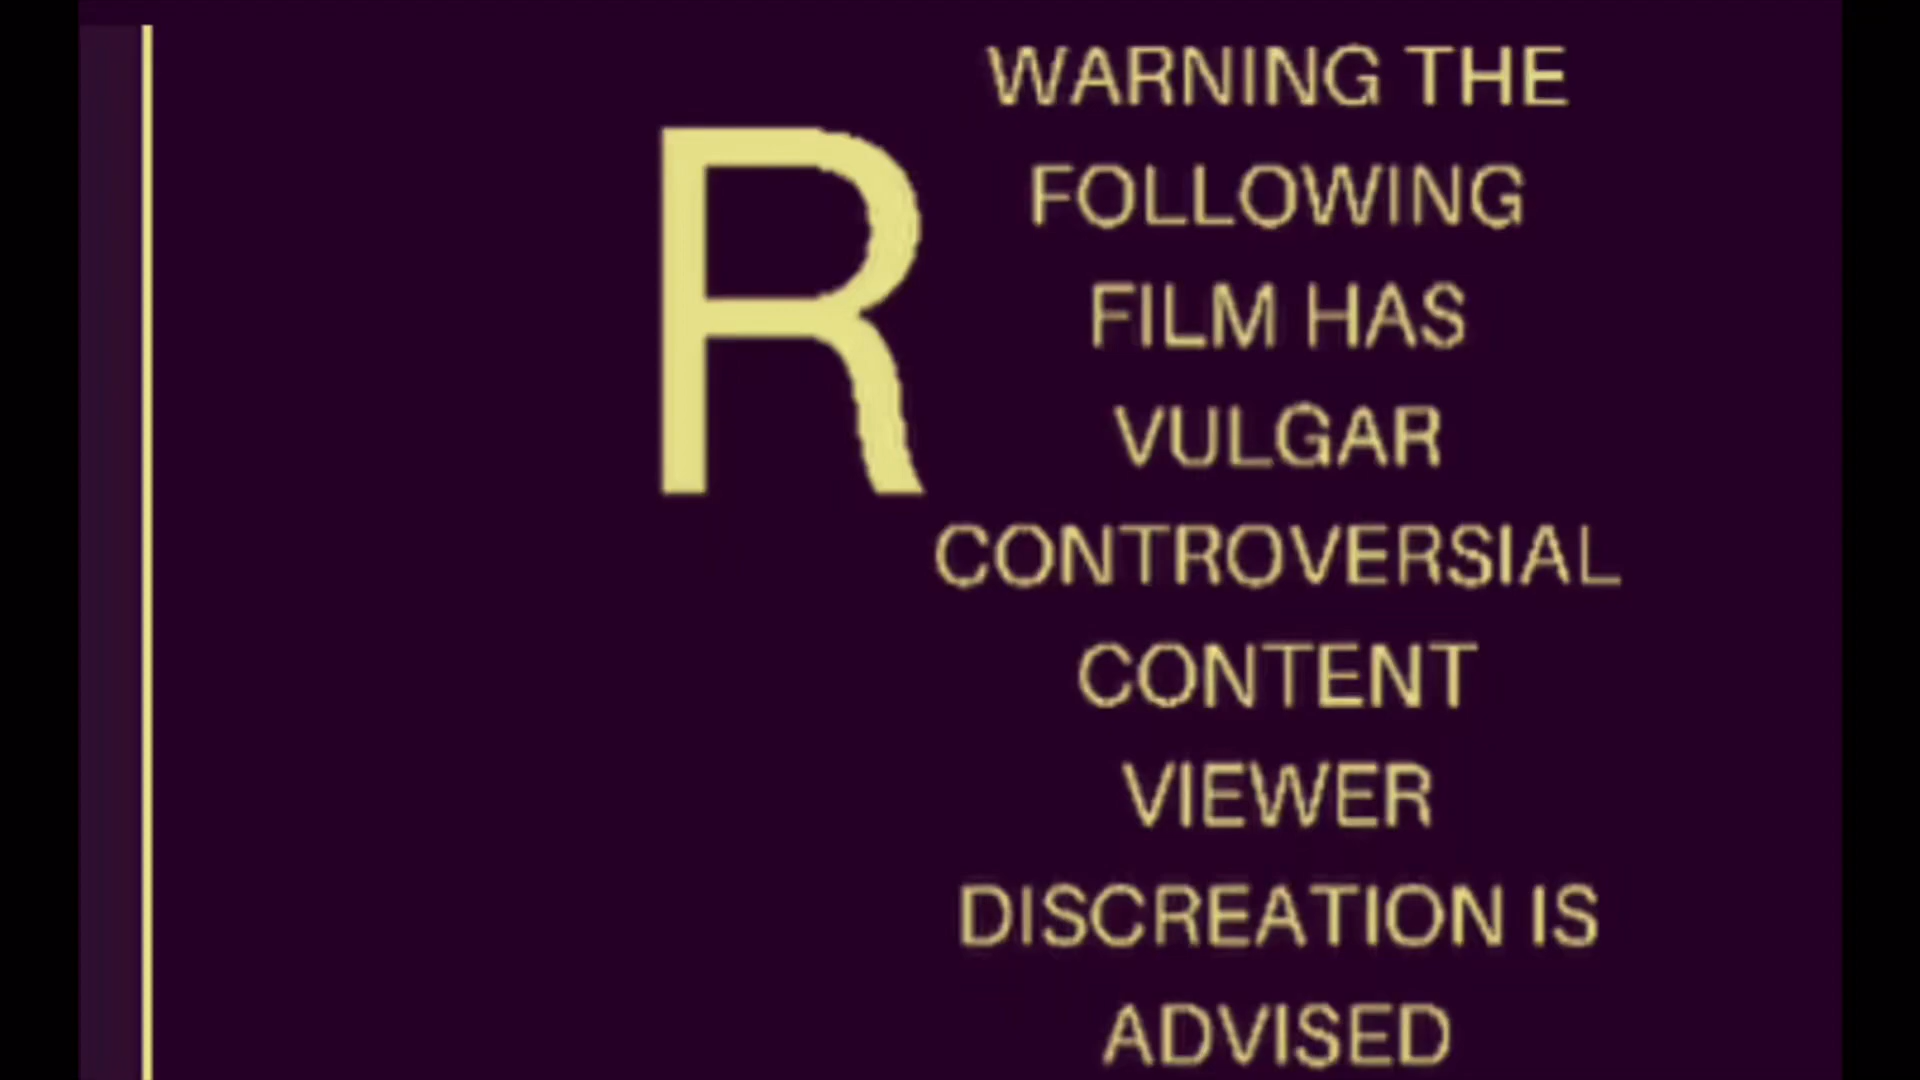 R
WARNING THE
FOLLOWING
FILM HAS
VULGAR
CONTROVERSIAL
CONTENT
VIEWER
DISCREATION IS
ADVISED